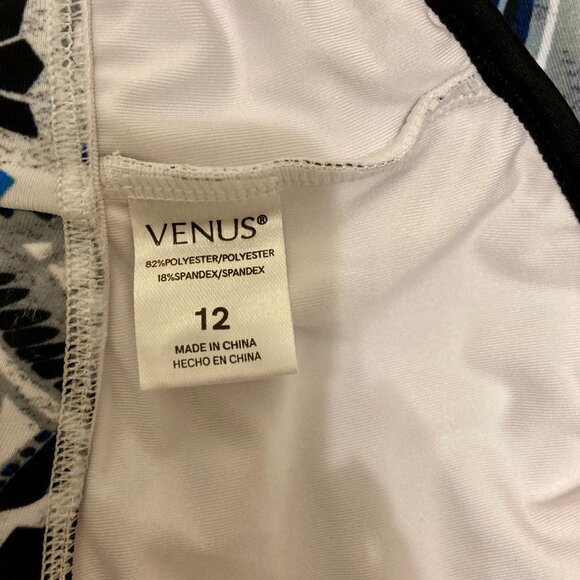 VENUS®
82%POLYESTER/POLYESTER
18%SPANDEX/SPANDEX
12
MADE IN CHINA
HECHO EN CHINA